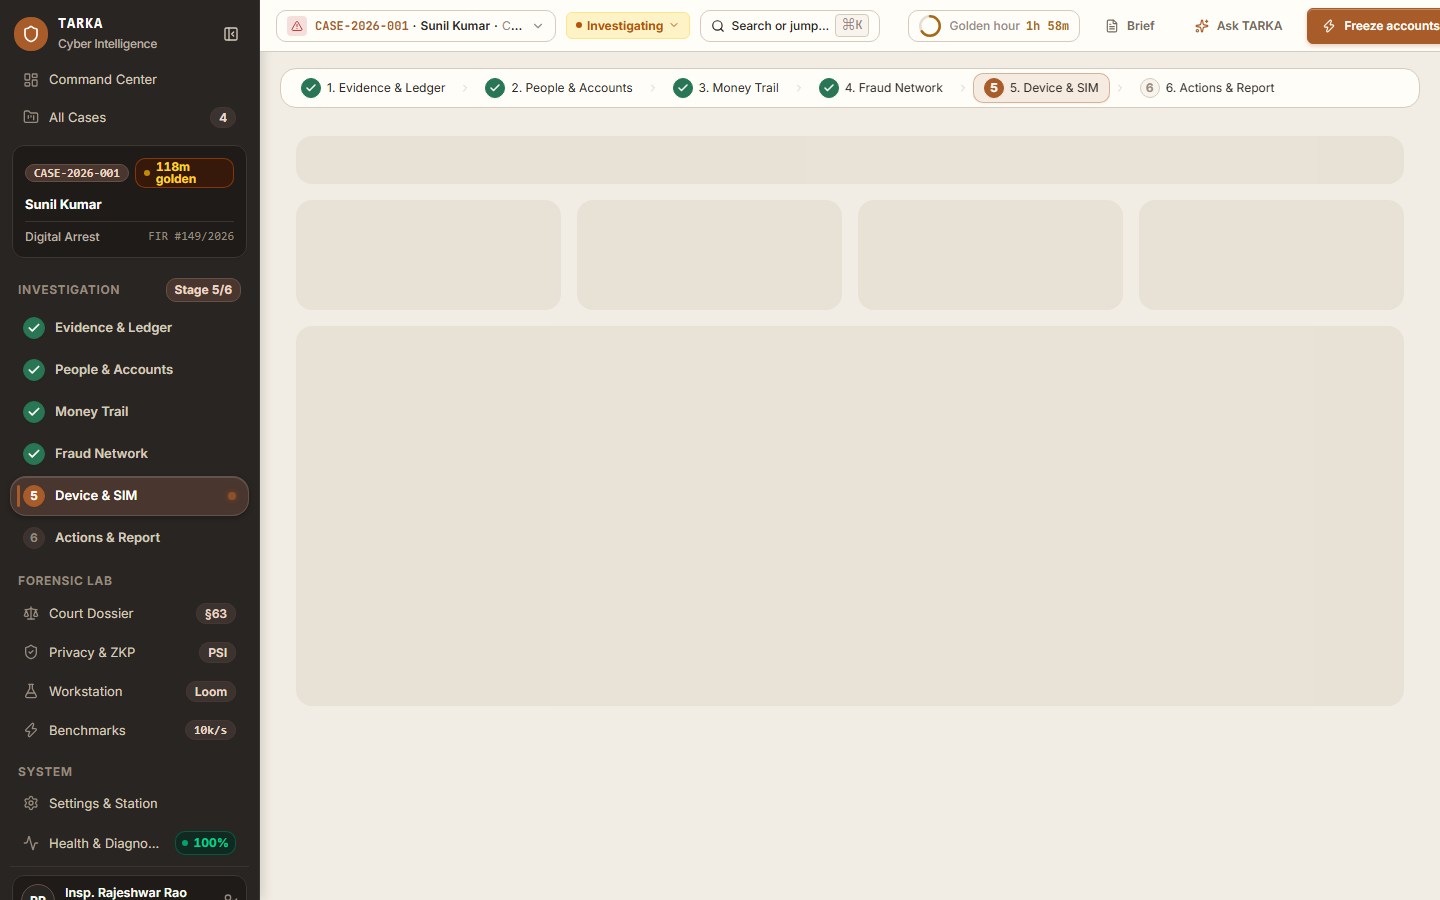 TARKA
Cyber Intelligence
Command Center
All Cases 4
CASE-2026-001 118m golden
Sunil Kumar
Digital Arrest FIR #149/2026
INVESTIGATION Stage 5/6
Evidence & Ledger
People & Accounts
Money Trail
Fraud Network
5 Device & SIM
6 Actions & Report
FORENSIC LAB
Court Dossier §63
Privacy & ZKP PSI
Workstation Loom
Benchmarks 10k/s
SYSTEM
Settings & Station
Health & Diagno... 100%
Insp. Rajeshwar Rao
CASE-2026-001 · Sunil Kumar · C... Investigating Search or jump... ⌘K Golden hour 1h 58m Brief Ask TARKA Freeze accounts
1. Evidence & Ledger 2. People & Accounts 3. Money Trail 4. Fraud Network 5 5. Device & SIM 6 6. Actions & Report